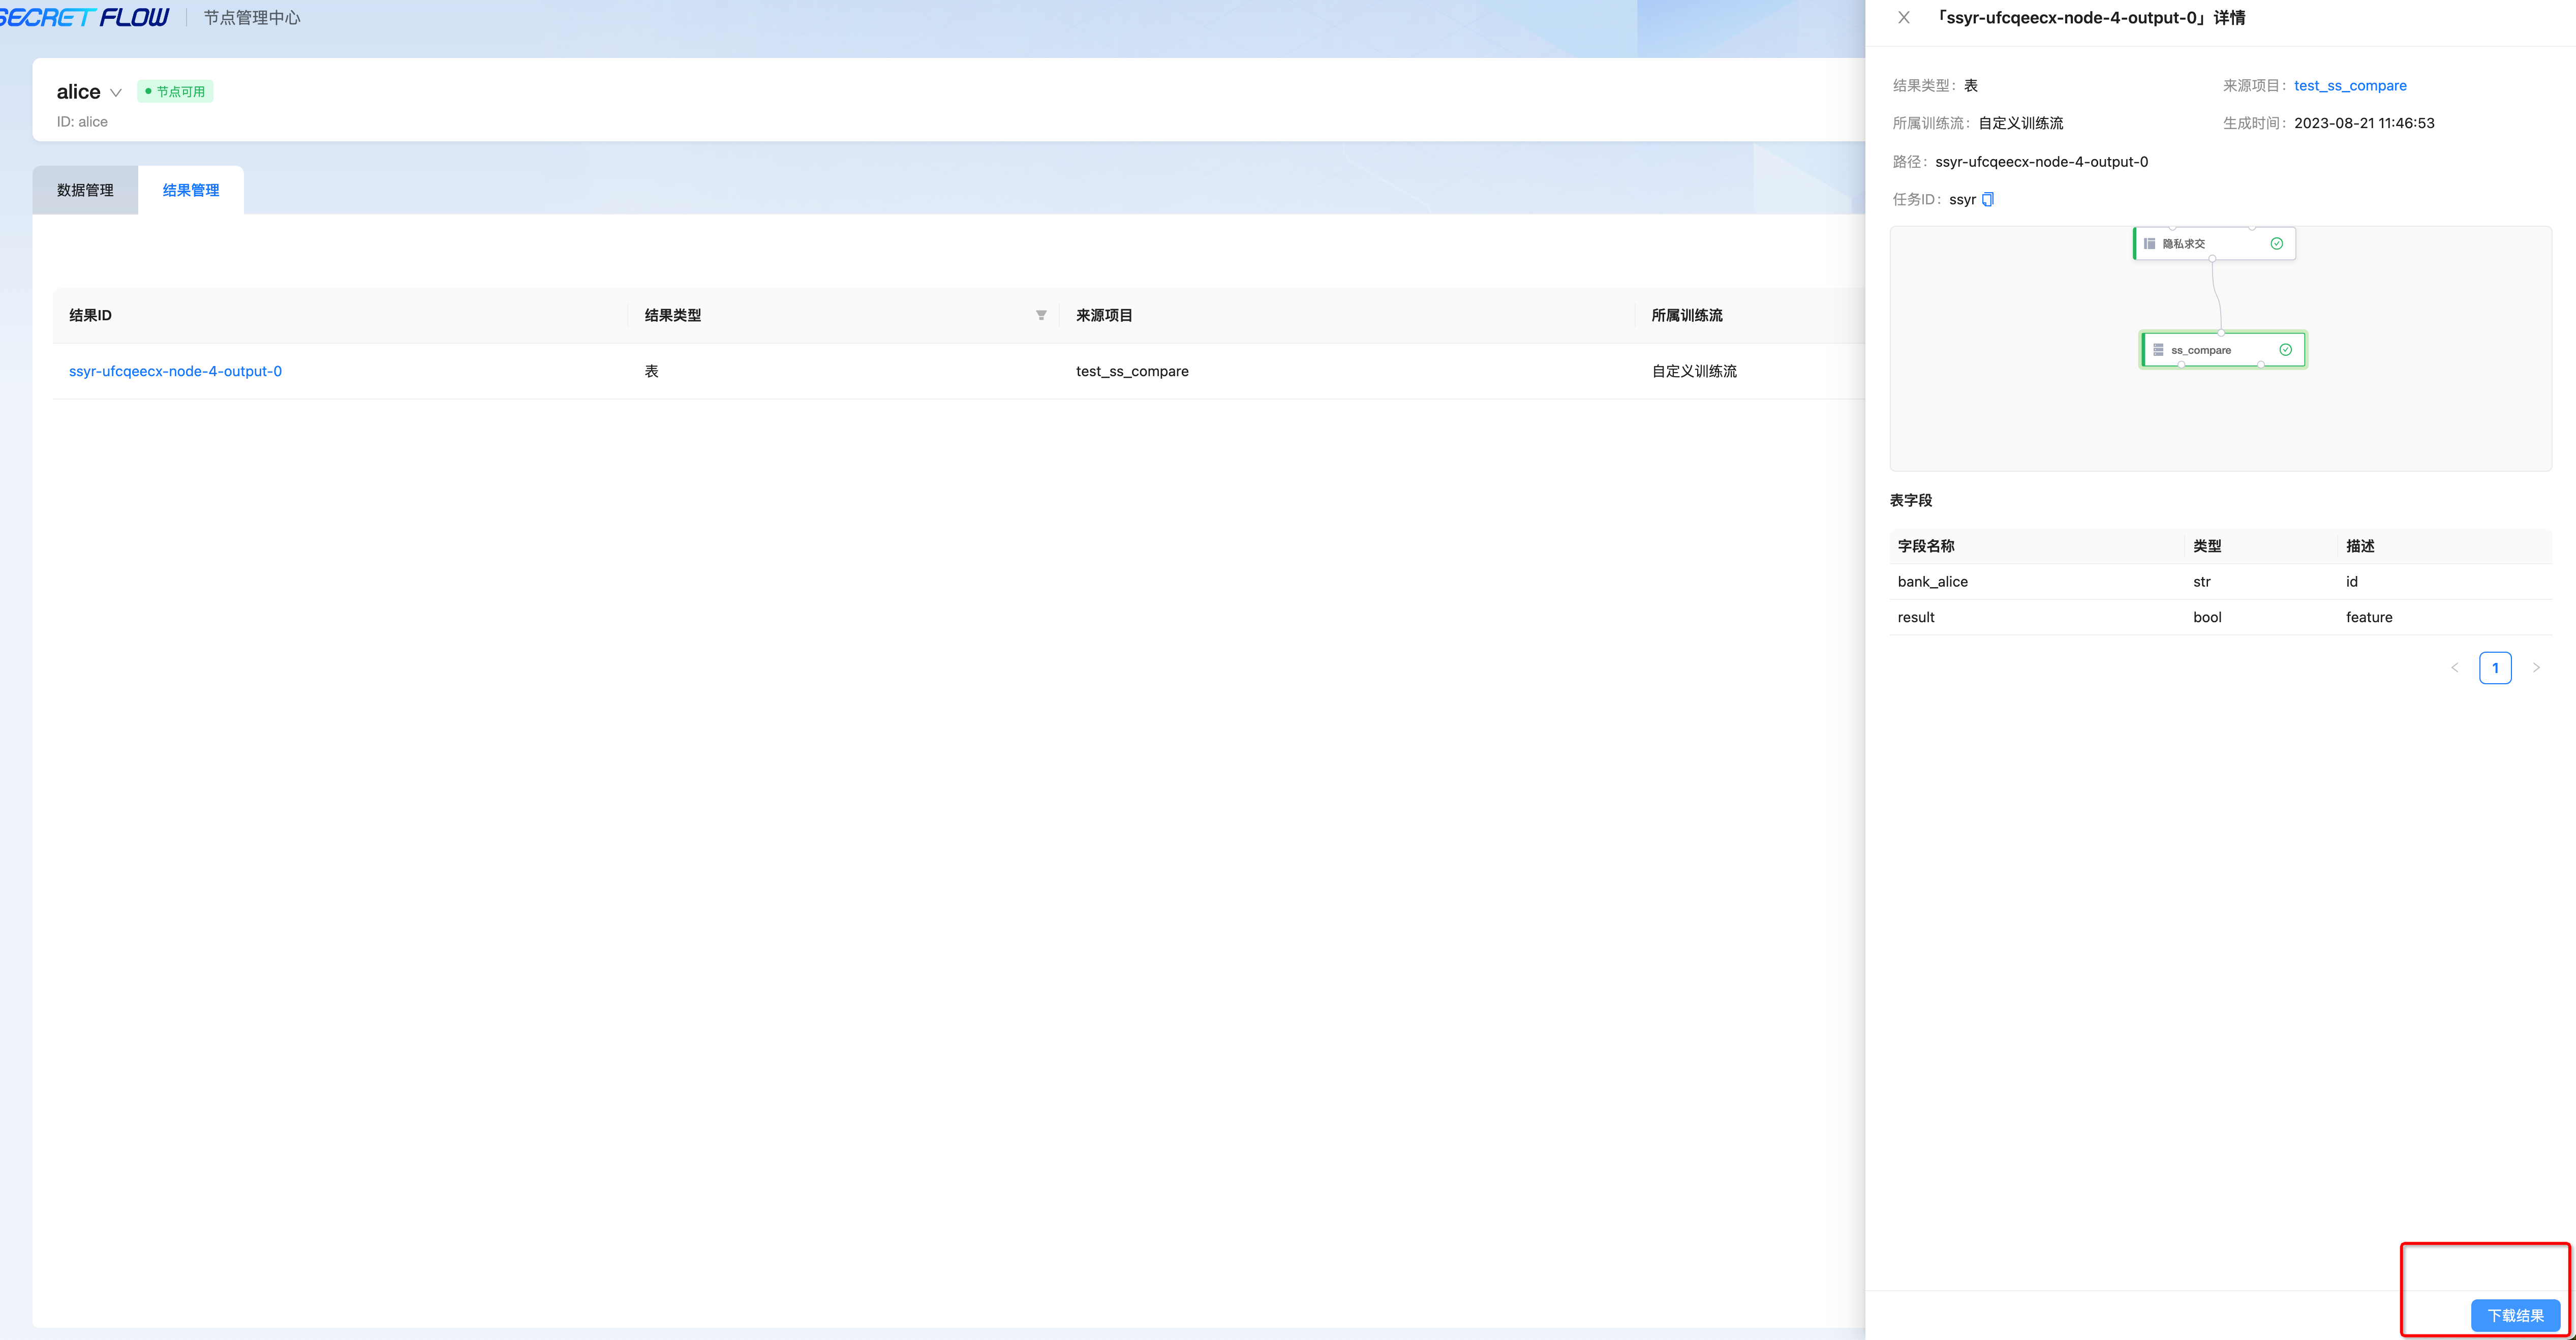 SECRET FLOW 节点管理中心
alice 节点可用
ID: alice
数据管理 结果管理
结果ID 结果类型 来源项目 所属训练流
ssyr-ufcqeecx-node-4-output-0 表 test_ss_compare 自定义训练流
「ssyr-ufcqeecx-node-4-output-0」详情
结果类型: 表 来源项目: test_ss_compare
所属训练流: 自定义训练流 生成时间: 2023-08-21 11:46:53
路径: ssyr-ufcqeecx-node-4-output-0
任务ID: ssyr
隐私求交
ss_compare
表字段
字段名称 类型 描述
bank_alice str id
result bool feature
1
下载结果